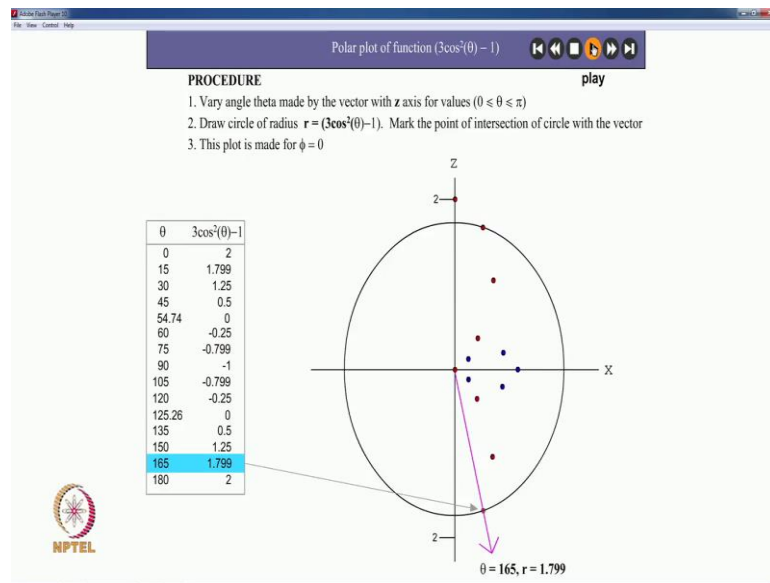 Adobe Flash Player 10
File View Control Help
Polar plot of function (3cos²(θ) – 1)
play
PROCEDURE
1. Vary angle theta made by the vector with z axis for values (0 ≤ θ ≤ π)
2. Draw circle of radius r = (3cos²(θ)–1). Mark the point of intersection of circle with the vector
3. This plot is made for ϕ = 0
Z
2
θ 3cos²(θ)–1
0 2
15 1.799
30 1.25
45 0.5
54.74 0
60 -0.25
75 -0.799
90 -1
105 -0.799
120 -0.25
125.26 0
135 0.5
150 1.25
165 1.799
180 2
X
2
θ = 165, r = 1.799
NPTEL